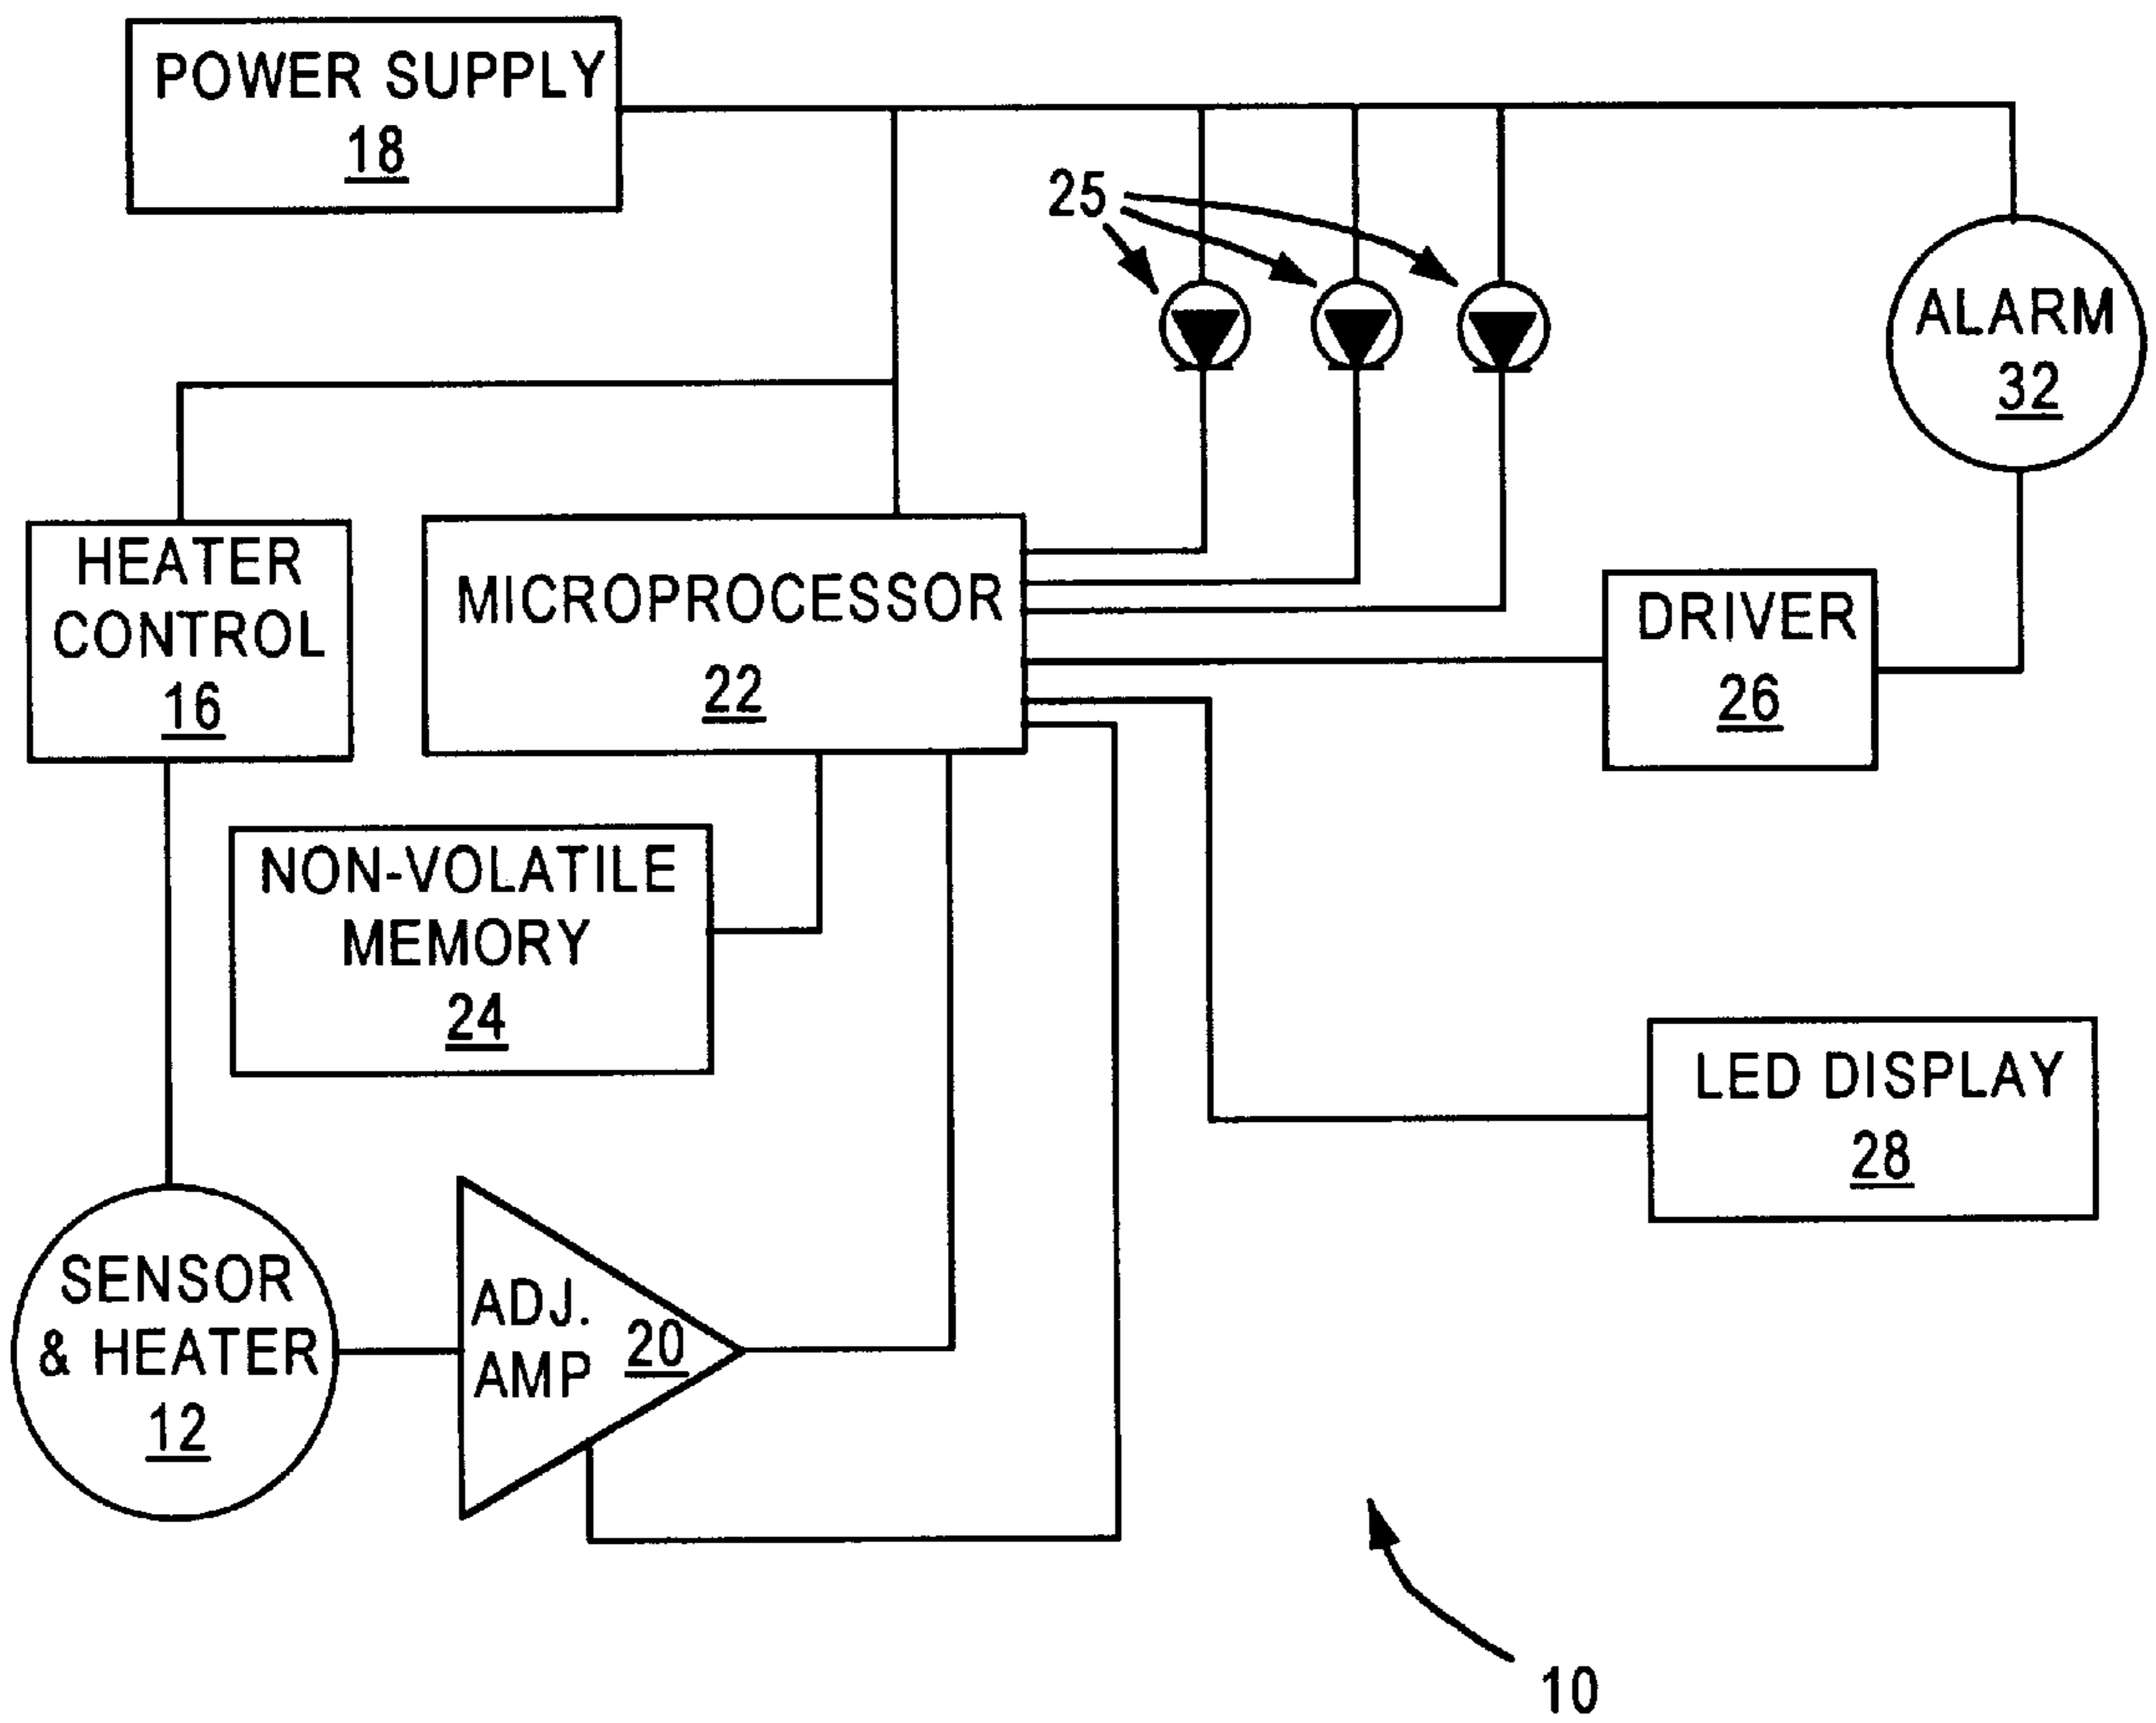 POWER SUPPLY
18
25
ALARM
32
HEATER
CONTROL
16
MICROPROCESSOR
22
DRIVER
26
NON-VOLATILE
MEMORY
24
LED DISPLAY
28
SENSOR
& HEATER
12
ADJ.
AMP
20
10